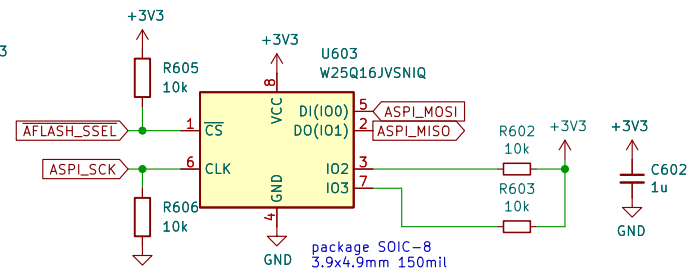 +3V3
3
R605
10k
+3V3
U603
W25Q16JVSNIQ
8
VCC
AFLASH_SSEL
1
CS
DI(IO0)
5
ASPI_MOSI
DO(IO1)
2
ASPI_MISO
ASPI_SCK
6
CLK
IO2
3
IO3
7
R602
10k
+3V3
R603
10k
+3V3
C602
1u
GND
R606
10k
GND
4
GND
package SOIC-8
3.9x4.9mm 150mil